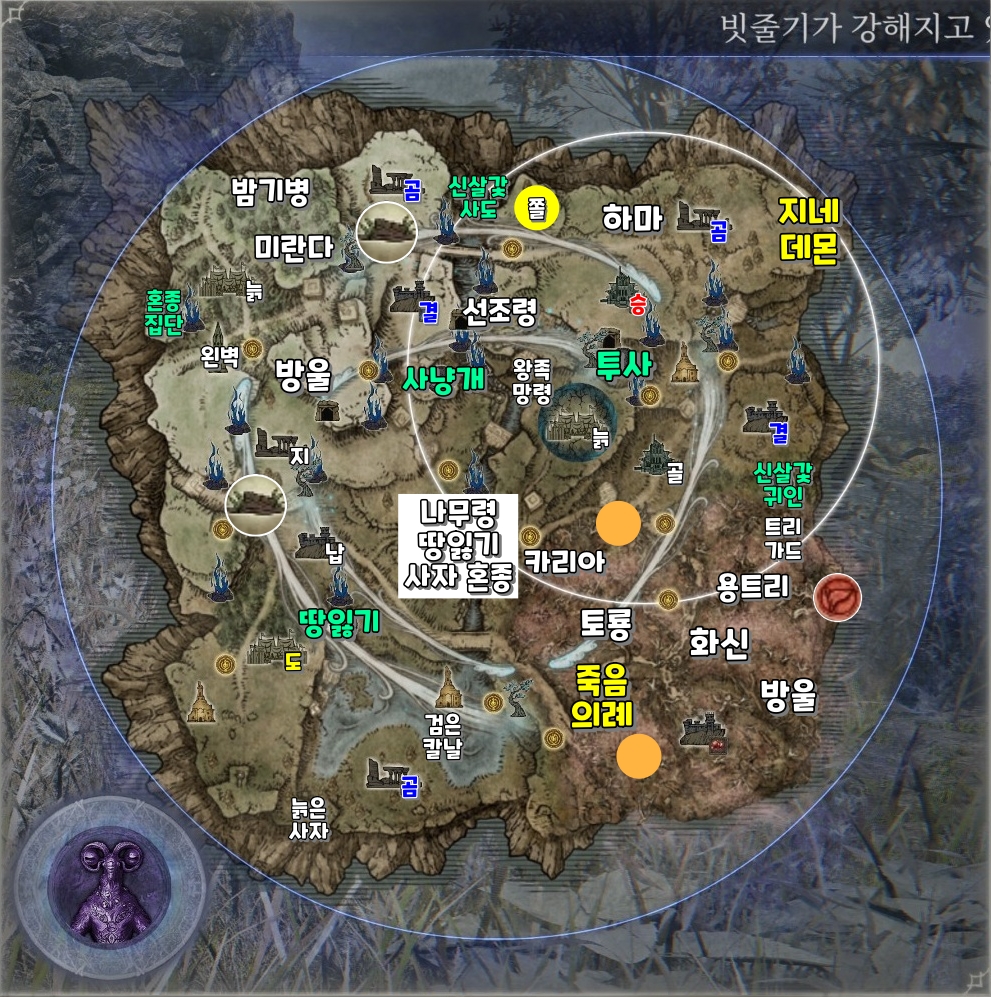 빗줄기가 강해지고
밤기병
곰
신살갗
사도
쫄
하마
곰
지네
데몬
미란다
늙
혼종
집단
결
선조령
승
왼벽
방울
사냥개
왕족
망령
투사
늙
결
지
골
신살갗
귀인
나무령
땅잃기
사자 혼종
납
카리아
트리
가드
용트리
땅잃기
토룡
화신
도
죽음
의례
방울
검은
칼날
곰
늙은
사자